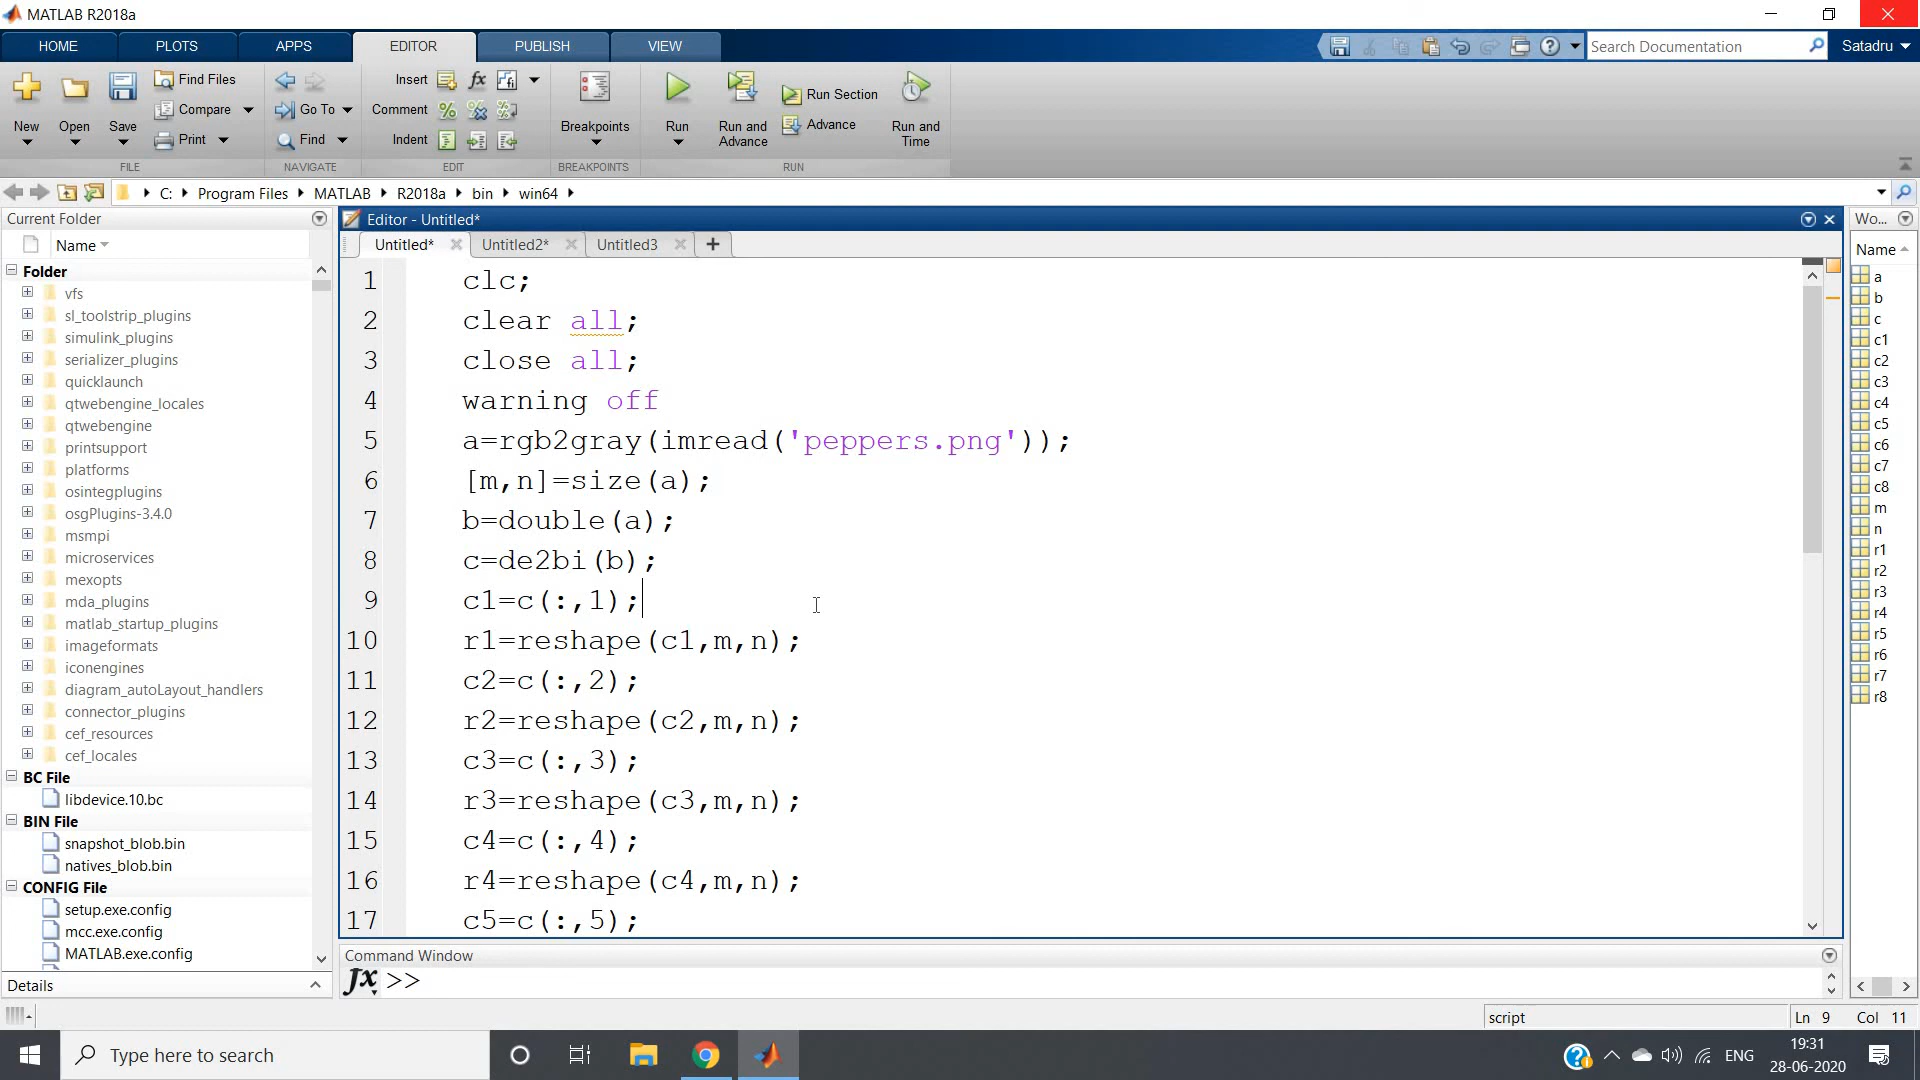 MATLAB R2018a
HOME PLOTS APPS EDITOR PUBLISH VIEW Search Documentation Satadru
New Open Save Find Files Compare Print
Go To Find
Insert fx
Comment
Indent
Breakpoints Run Run and Advance Run Section Advance Run and Time
FILE NAVIGATE EDIT BREAKPOINTS RUN
C: Program Files MATLAB R2018a bin win64
Current Folder
Name
Folder
vfs
sl_toolstrip_plugins
simulink_plugins
serializer_plugins
quicklaunch
qtwebengine_locales
qtwebengine
printsupport
platforms
osintegplugins
osgPlugins-3.4.0
msmpi
microservices
mexopts
mda_plugins
matlab_startup_plugins
imageformats
iconengines
diagram_autoLayout_handlers
connector_plugins
cef_resources
cef_locales
BC File
libdevice.10.bc
BIN File
snapshot_blob.bin
natives_blob.bin
CONFIG File
setup.exe.config
mcc.exe.config
MATLAB.exe.config
Details
Editor - Untitled*
Untitled* Untitled2* Untitled3
1 clc;
2 clear all;
3 close all;
4 warning off
5 a=rgb2gray(imread('peppers.png'));
6 [m,n]=size(a);
7 b=double(a);
8 c=de2bi(b);
9 c1=c(:,1);
10 r1=reshape(c1,m,n);
11 c2=c(:,2);
12 r2=reshape(c2,m,n);
13 c3=c(:,3);
14 r3=reshape(c3,m,n);
15 c4=c(:,4);
16 r4=reshape(c4,m,n);
17 c5=c(:,5);
Command Window
fx >>
Wo...
Name
a
b
c
c1
c2
c3
c4
c5
c6
c7
c8
m
n
r1
r2
r3
r4
r5
r6
r7
r8
script Ln 9 Col 11
Type here to search
ENG
19:31
28-06-2020